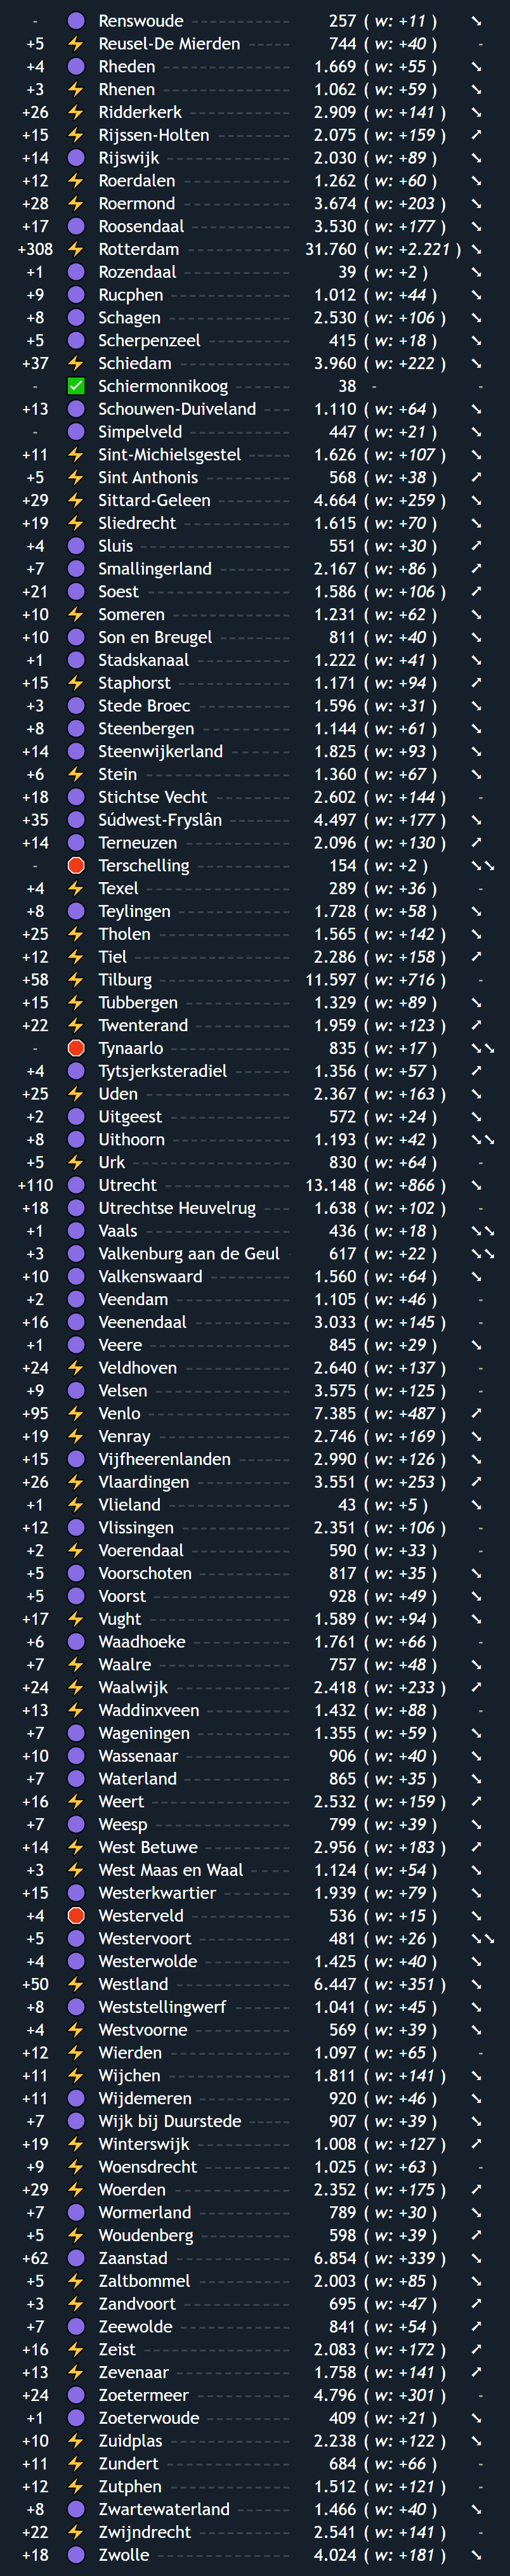 - Renswoude 257 ( w: +11 ) ↘
+5 ⚡ Reusel-De Mierden 744 ( w: +40 ) -
+4 Rheden 1.669 ( w: +55 ) ↘
+3 ⚡ Rhenen 1.062 ( w: +59 ) ↘
+26 ⚡ Ridderkerk 2.909 ( w: +141 ) ↘
+15 ⚡ Rijssen-Holten 2.075 ( w: +159 ) ↗
+14 Rijswijk 2.030 ( w: +89 ) ↘
+12 ⚡ Roerdalen 1.262 ( w: +60 ) ↘
+28 ⚡ Roermond 3.674 ( w: +203 ) ↘
+17 Roosendaal 3.530 ( w: +177 ) ↘
+308 ⚡ Rotterdam 31.760 ( w: +2.221 ) ↘
+1 Rozendaal 39 ( w: +2 ) ↘
+9 Rucphen 1.012 ( w: +44 ) ↘
+8 Schagen 2.530 ( w: +106 ) ↘
+5 Scherpenzeel 415 ( w: +18 ) ↘
+37 ⚡ Schiedam 3.960 ( w: +222 ) ↘
- ✅ Schiermonnikoog 38 - -
+13 Schouwen-Duiveland 1.110 ( w: +64 ) ↘
- Simpelveld 447 ( w: +21 ) ↘
+11 ⚡ Sint-Michielsgestel 1.626 ( w: +107 ) ↘
+5 ⚡ Sint Anthonis 568 ( w: +38 ) ↗
+29 ⚡ Sittard-Geleen 4.664 ( w: +259 ) ↘
+19 ⚡ Sliedrecht 1.615 ( w: +70 ) ↘
+4 Sluis 551 ( w: +30 ) ↗
+7 Smallingerland 2.167 ( w: +86 ) ↘
+21 Soest 1.586 ( w: +106 ) ↗
+10 ⚡ Someren 1.231 ( w: +62 ) ↘
+10 Son en Breugel 811 ( w: +40 ) ↘
+1 Stadskanaal 1.222 ( w: +41 ) ↘
+15 ⚡ Staphorst 1.171 ( w: +94 ) ↗
+3 Stede Broec 1.596 ( w: +31 ) ↘
+8 Steenbergen 1.144 ( w: +61 ) ↘
+14 Steenwijkerland 1.825 ( w: +93 ) ↘
+6 ⚡ Stein 1.360 ( w: +67 ) ↘
+18 Stichtse Vecht 2.602 ( w: +144 ) -
+35 Súdwest-Fryslân 4.497 ( w: +177 ) ↘
+14 Terneuzen 2.096 ( w: +130 ) ↗
- Terschelling 154 ( w: +2 ) ↘↘
+4 ⚡ Texel 289 ( w: +36 ) -
+8 Teylingen 1.728 ( w: +58 ) ↘
+25 ⚡ Tholen 1.565 ( w: +142 ) ↘
+12 ⚡ Tiel 2.286 ( w: +158 ) ↗
+58 ⚡ Tilburg 11.597 ( w: +716 ) -
+15 ⚡ Tubbergen 1.329 ( w: +89 ) ↘
+22 ⚡ Twenterand 1.959 ( w: +123 ) ↗
- Tynaarlo 835 ( w: +17 ) ↘↘
+4 Tytsjerksteradiel 1.356 ( w: +57 ) ↗
+25 ⚡ Uden 2.367 ( w: +163 ) ↘
+2 Uitgeest 572 ( w: +24 ) ↘
+8 Uithoorn 1.193 ( w: +42 ) ↘↘
+5 ⚡ Urk 830 ( w: +64 ) -
+110 Utrecht 13.148 ( w: +866 ) ↘
+18 Utrechtse Heuvelrug 1.638 ( w: +102 ) -
+1 Vaals 436 ( w: +18 ) ↘↘
+3 Valkenburg aan de Geul 617 ( w: +22 ) ↘↘
+10 Valkenswaard 1.560 ( w: +64 ) ↘
+2 Veendam 1.105 ( w: +46 ) -
+16 Veenendaal 3.033 ( w: +145 ) -
+1 Veere 845 ( w: +29 ) ↘
+24 ⚡ Veldhoven 2.640 ( w: +137 ) -
+9 Velsen 3.575 ( w: +125 ) -
+95 ⚡ Venlo 7.385 ( w: +487 ) ↗
+19 ⚡ Venray 2.746 ( w: +169 ) ↘
+15 Vijfheerenlanden 2.990 ( w: +126 ) ↘
+26 ⚡ Vlaardingen 3.551 ( w: +253 ) ↗
+1 ⚡ Vlieland 43 ( w: +5 ) ↘
+12 Vlissingen 2.351 ( w: +106 ) -
+2 ⚡ Voerendaal 590 ( w: +33 ) -
+5 Voorschoten 817 ( w: +35 ) ↘
+5 Voorst 928 ( w: +49 ) ↘
+17 ⚡ Vught 1.589 ( w: +94 ) ↘
+6 Waadhoeke 1.761 ( w: +66 ) -
+7 ⚡ Waalre 757 ( w: +48 ) ↘
+24 ⚡ Waalwijk 2.418 ( w: +233 ) ↗
+13 ⚡ Waddinxveen 1.432 ( w: +88 ) -
+7 Wageningen 1.355 ( w: +59 ) ↘
+10 Wassenaar 906 ( w: +40 ) ↘
+7 Waterland 865 ( w: +35 ) ↘
+16 ⚡ Weert 2.532 ( w: +159 ) ↗
+7 Weesp 799 ( w: +39 ) ↘
+14 ⚡ West Betuwe 2.956 ( w: +183 ) ↗
+3 ⚡ West Maas en Waal 1.124 ( w: +54 ) ↘
+15 Westerkwartier 1.939 ( w: +79 ) ↘
+4 Westerveld 536 ( w: +15 ) ↘
+5 Westervoort 481 ( w: +26 ) ↘↘
+4 Westerwolde 1.425 ( w: +40 ) ↘
+50 ⚡ Westland 6.447 ( w: +351 ) ↘
+8 Weststellingwerf 1.041 ( w: +45 ) ↘
+4 ⚡ Westvoorne 569 ( w: +39 ) ↘
+12 ⚡ Wierden 1.097 ( w: +65 ) -
+11 ⚡ Wijchen 1.811 ( w: +141 ) ↘
+11 Wijdemeren 920 ( w: +46 ) ↘
+7 Wijk bij Duurstede 907 ( w: +39 ) ↘
+19 ⚡ Winterswijk 1.008 ( w: +127 ) ↗
+9 ⚡ Woensdrecht 1.025 ( w: +63 ) -
+29 ⚡ Woerden 2.352 ( w: +175 ) ↗
+7 Wormerland 789 ( w: +30 ) ↘
+5 ⚡ Woudenberg 598 ( w: +39 ) ↗
+62 Zaanstad 6.854 ( w: +339 ) ↘
+5 ⚡ Zaltbommel 2.003 ( w: +85 ) ↘
+3 ⚡ Zandvoort 695 ( w: +47 ) ↗
+7 Zeewolde 841 ( w: +54 ) ↗
+16 ⚡ Zeist 2.083 ( w: +172 ) ↗
+13 ⚡ Zevenaar 1.758 ( w: +141 ) ↗
+24 Zoetermeer 4.796 ( w: +301 ) -
+1 Zoeterwoude 409 ( w: +21 ) ↘
+10 ⚡ Zuidplas 2.238 ( w: +122 ) ↘
+11 ⚡ Zundert 684 ( w: +66 ) -
+12 ⚡ Zutphen 1.512 ( w: +121 ) -
+8 Zwartewaterland 1.466 ( w: +40 ) ↘
+22 ⚡ Zwijndrecht 2.541 ( w: +141 ) -
+18 Zwolle 4.024 ( w: +181 ) ↘